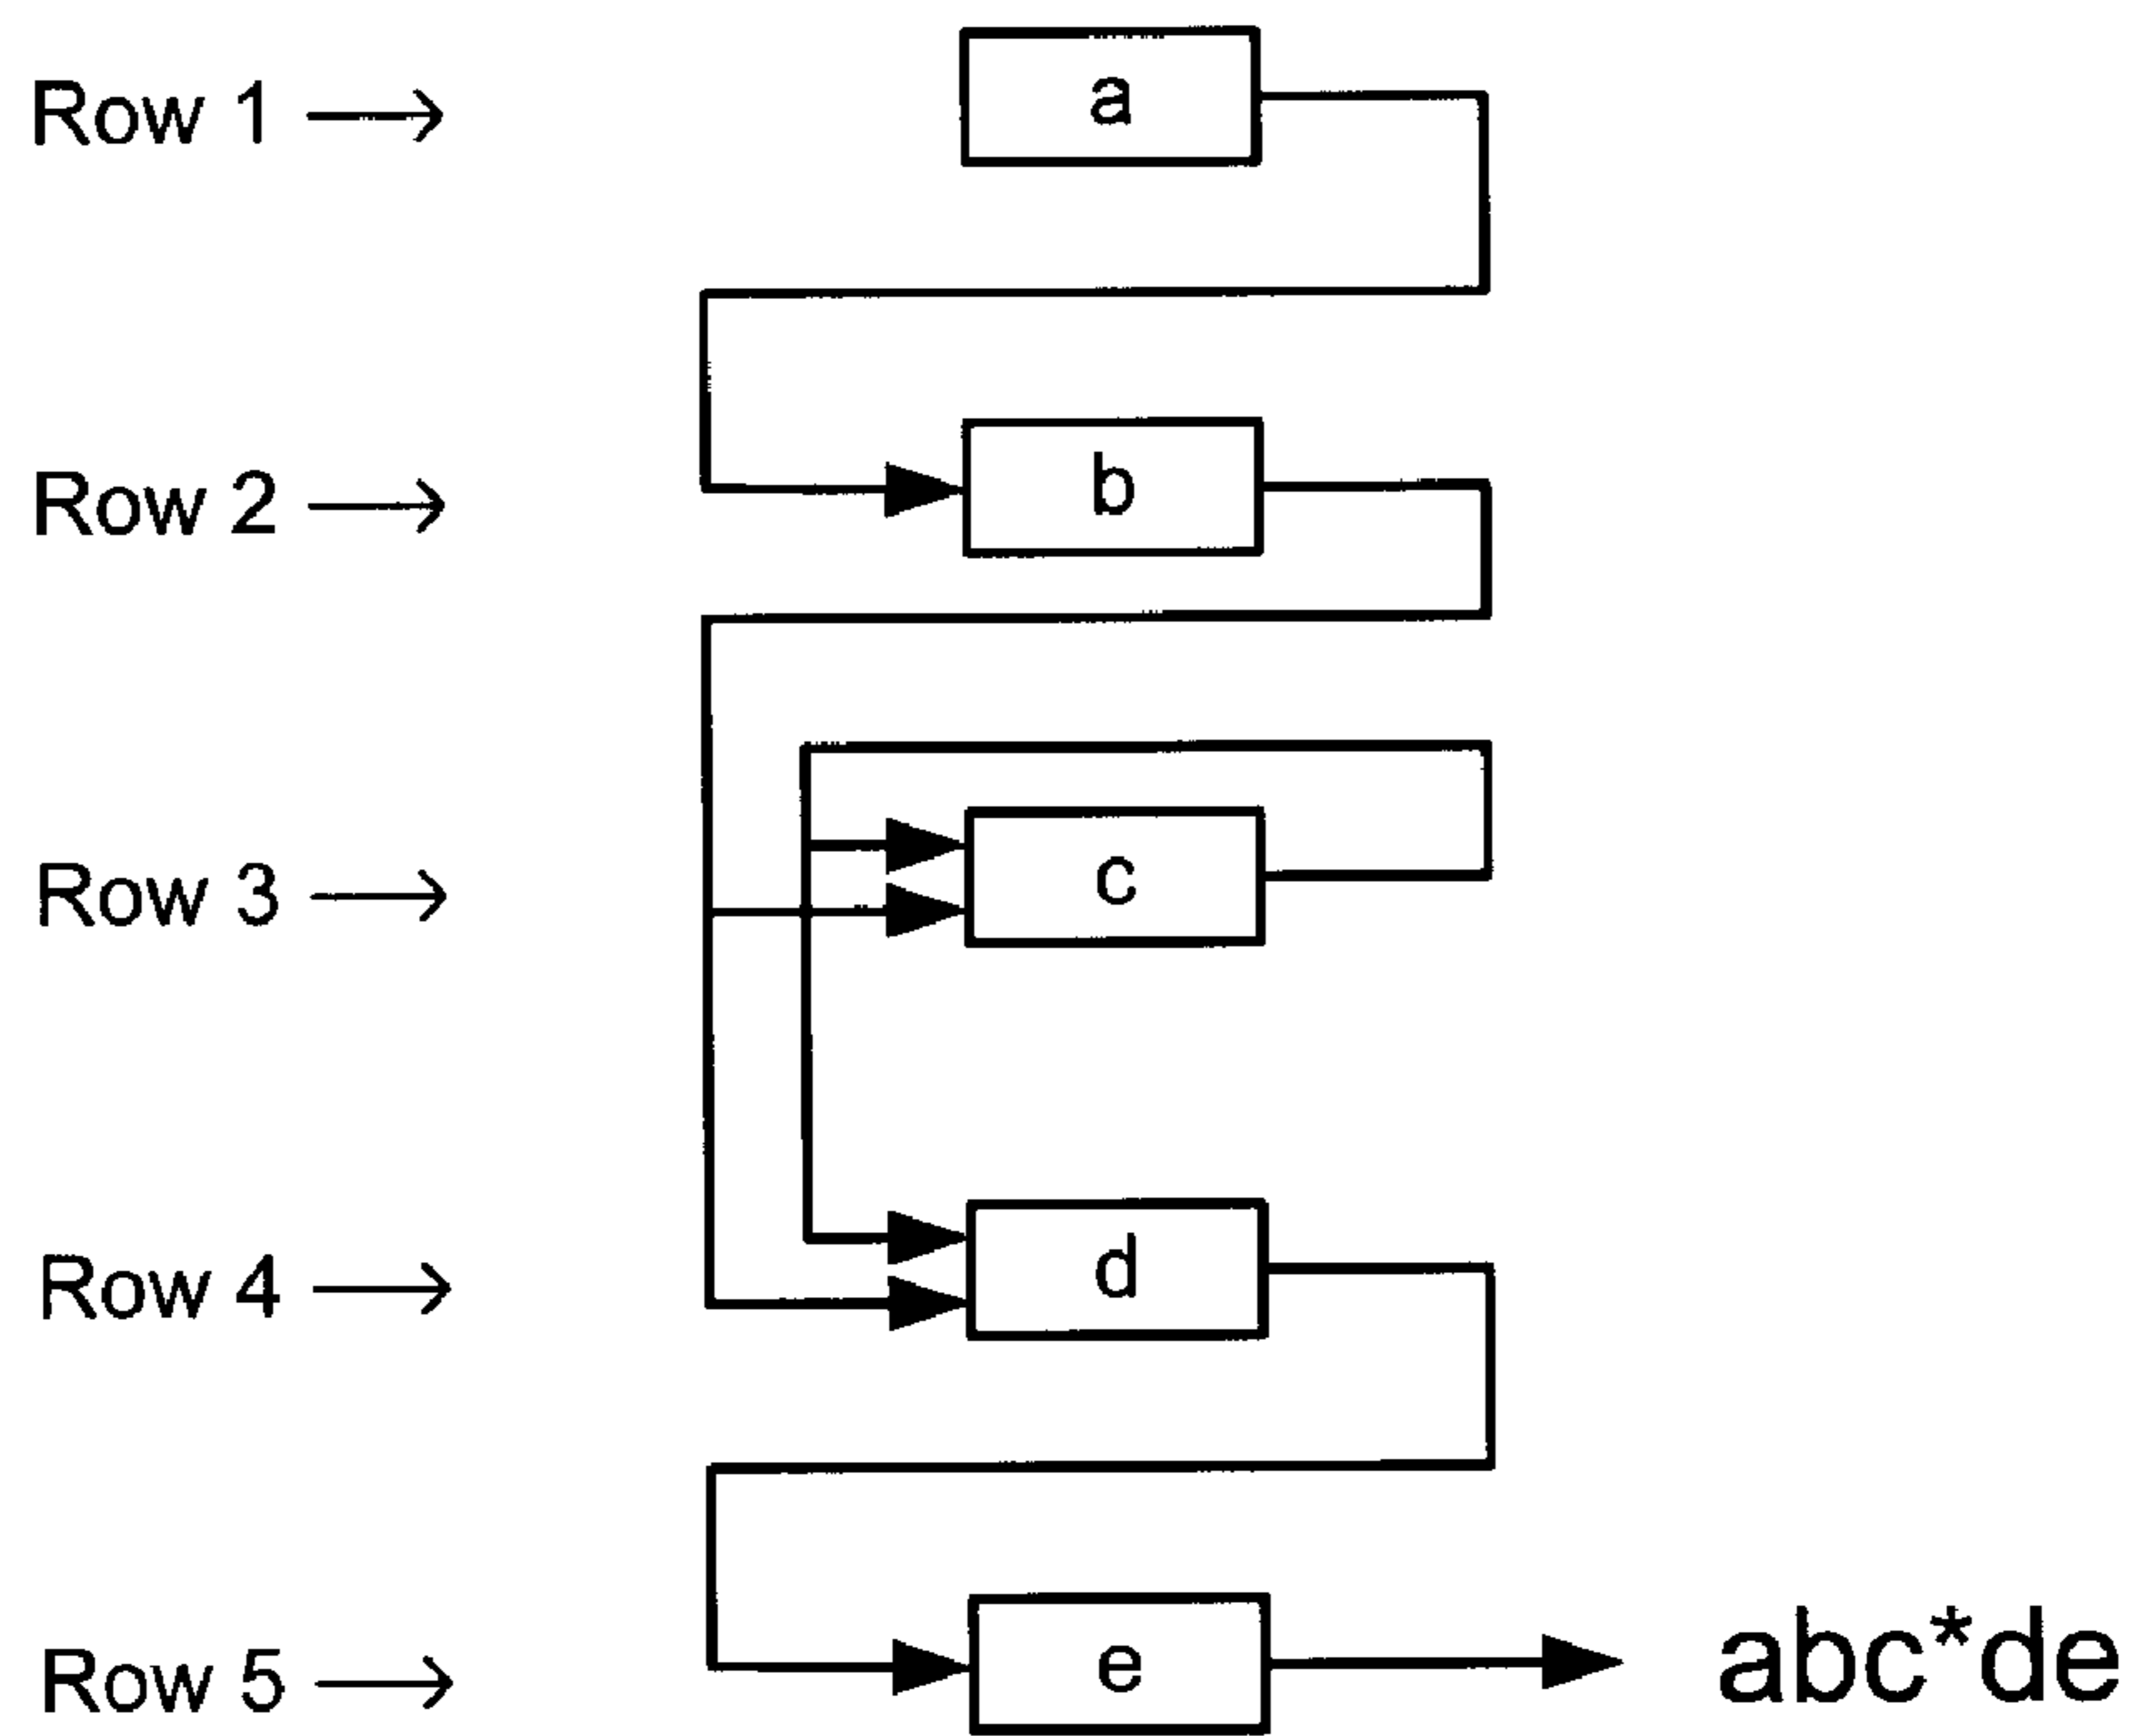 Row 1 → a
Row 2 → b
Row 3 → c
Row 4 → d
Row 5 → e abc*de